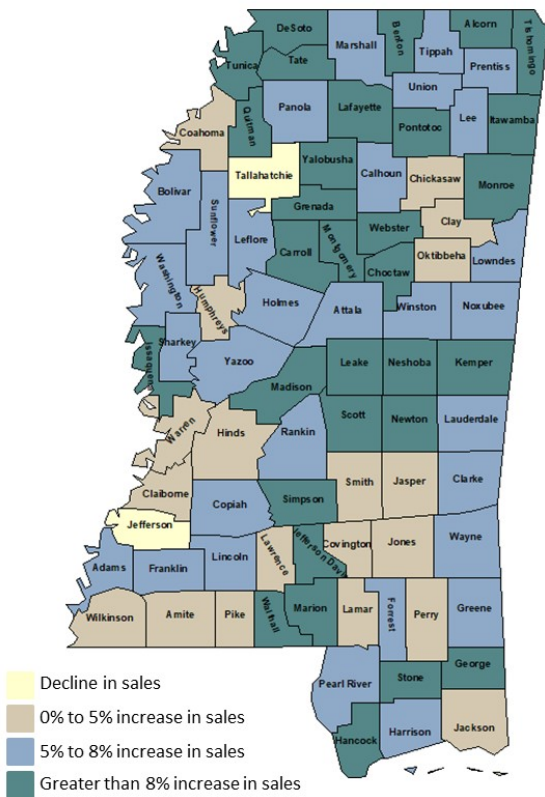 DeSoto
Marshall
Benton
Alcorn
Tishomingo
Tippah
Tunica
Tate
Prentiss
Union
Panola
Lafayette
Lee
Itawamba
Pontotoc
Quitman
Coahoma
Yalobusha
Tallahatchie
Calhoun
Chickasaw
Monroe
Bolivar
Sunflower
Grenada
Clay
Leflore
Webster
Montgomery
Carroll
Oktibbeha
Lowndes
Choctaw
Washington
Humphreys
Holmes
Attala
Winston
Noxubee
Sharkey
Yazoo
Leake
Neshoba
Kemper
Madison
Scott
Newton
Lauderdale
Warren
Hinds
Rankin
Smith
Jasper
Clarke
Claiborne
Copiah
Simpson
Jefferson
Covington
Jones
Wayne
Lawrence
Adams
Franklin
Lincoln
Wilkinson
Amite
Pike
Walthall
Marion
Lamar
Forrest
Perry
Greene
Pearl River
Stone
George
Hancock
Harrison
Jackson
Decline in sales
0% to 5% increase in sales
5% to 8% increase in sales
Greater than 8% increase in sales